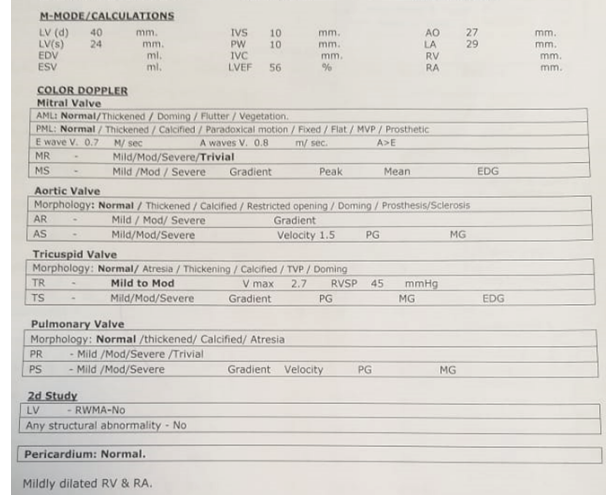 M-MODE/CALCULATIONS
LV (d) 40 mm. IVS 10 mm. AO 27 mm.
LV(s) 24 mm. PW 10 mm. LA 29 mm.
EDV ml. IVC mm. RV mm.
ESV ml. LVEF 56 % RA mm.
COLOR DOPPLER
Mitral Valve
AML: Normal/Thickened / Doming / Flutter / Vegetation.
PML: Normal / Thickened / Calcified / Paradoxical motion / Fixed / Flat / MVP / Prosthetic
E wave V. 0.7 M/ sec A waves V. 0.8 m/ sec. A>E
MR - Mild/Mod/Severe/Trivial
MS - Mild /Mod / Severe Gradient Peak Mean EDG
Aortic Valve
Morphology: Normal / Thickened / Calcified / Restricted opening / Doming / Prosthesis/Sclerosis
AR - Mild / Mod/ Severe Gradient
AS - Mild/Mod/Severe Velocity 1.5 PG MG
Tricuspid Valve
Morphology: Normal/ Atresia / Thickening / Calcified / TVP / Doming
TR - Mild to Mod V max 2.7 RVSP 45 mmHg
TS - Mild/Mod/Severe Gradient PG MG EDG
Pulmonary Valve
Morphology: Normal /thickened/ Calcified/ Atresia
PR - Mild /Mod/Severe /Trivial
PS - Mild /Mod/Severe Gradient Velocity PG MG
2d Study
LV - RWMA-No
Any structural abnormality - No
Pericardium: Normal.
Mildly dilated RV & RA.